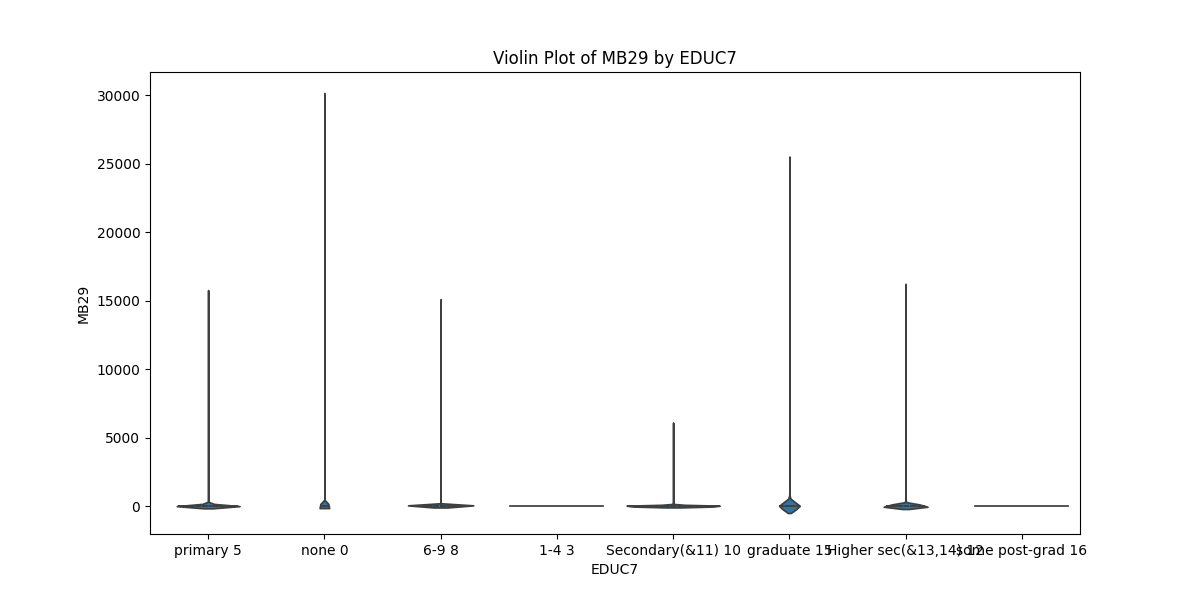 Violin Plot of MB29 by EDUC7
30000
25000
20000
15000
10000
5000
0
MB29
primary 5
none 0
6-9 8
1-4 3
Secondary(&11) 10
graduate 15
Higher sec(&13,14) 12
some post-grad 16
EDUC7